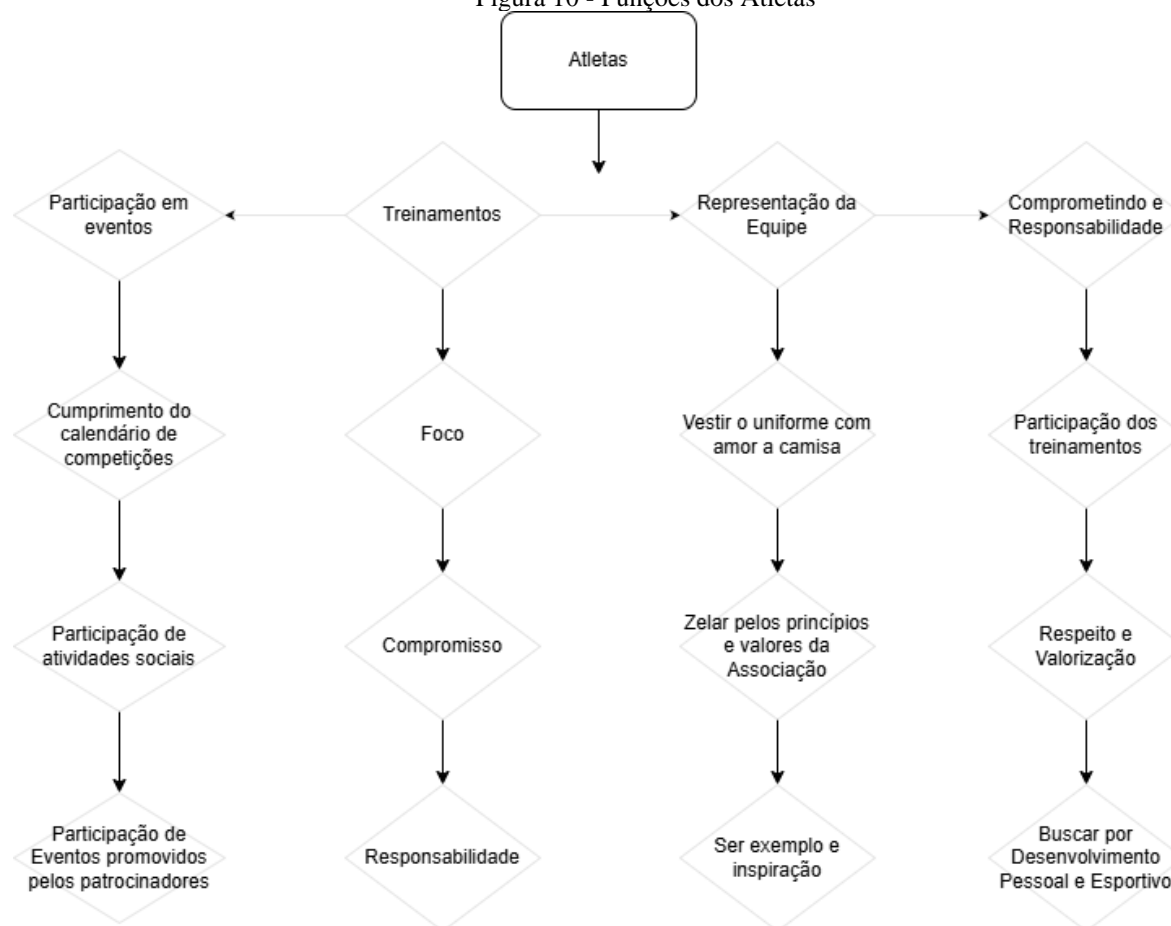 Figura 10 - Funções dos Atletas
Atletas
Participação em
eventos
Treinamentos
Representação da
Equipe
Comprometindo e
Responsabilidade
Cumprimento do
calendário de
competições
Foco
Vestir o uniforme com
amor a camisa
Participação dos
treinamentos
Participação de
atividades sociais
Compromisso
Zelar pelos princípios
e valores da
Associação
Respeito e
Valorização
Participação de
Eventos promovidos
pelos patrocinadores
Responsabilidade
Ser exemplo e
inspiração
Buscar por
Desenvolvimento
Pessoal e Esportivo